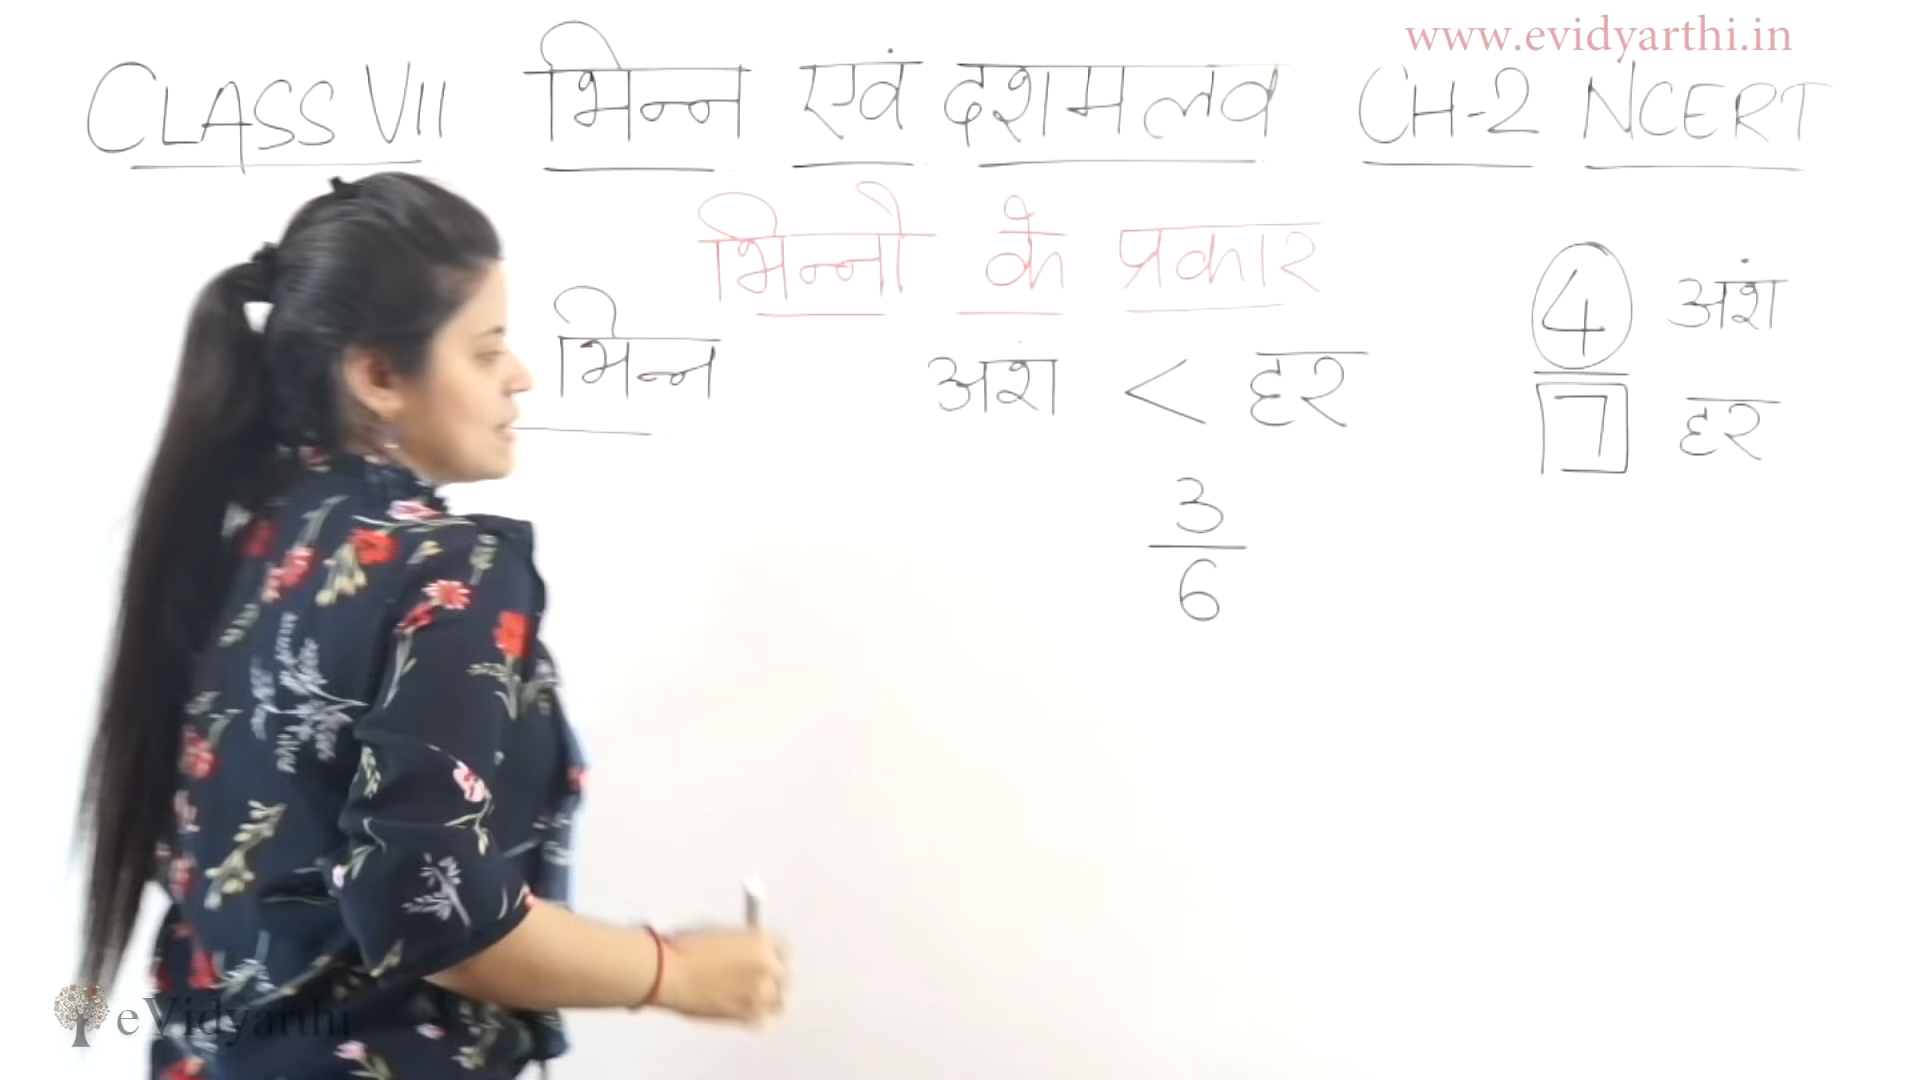 www.evidyarthi.in
CLASS VII भिन्न एवं दशमलव CH-2 NCERT
भिन्नो के प्रकार
भिन्न अंश < हर
3
6
4 अंश
7 हर
eVidyarthi